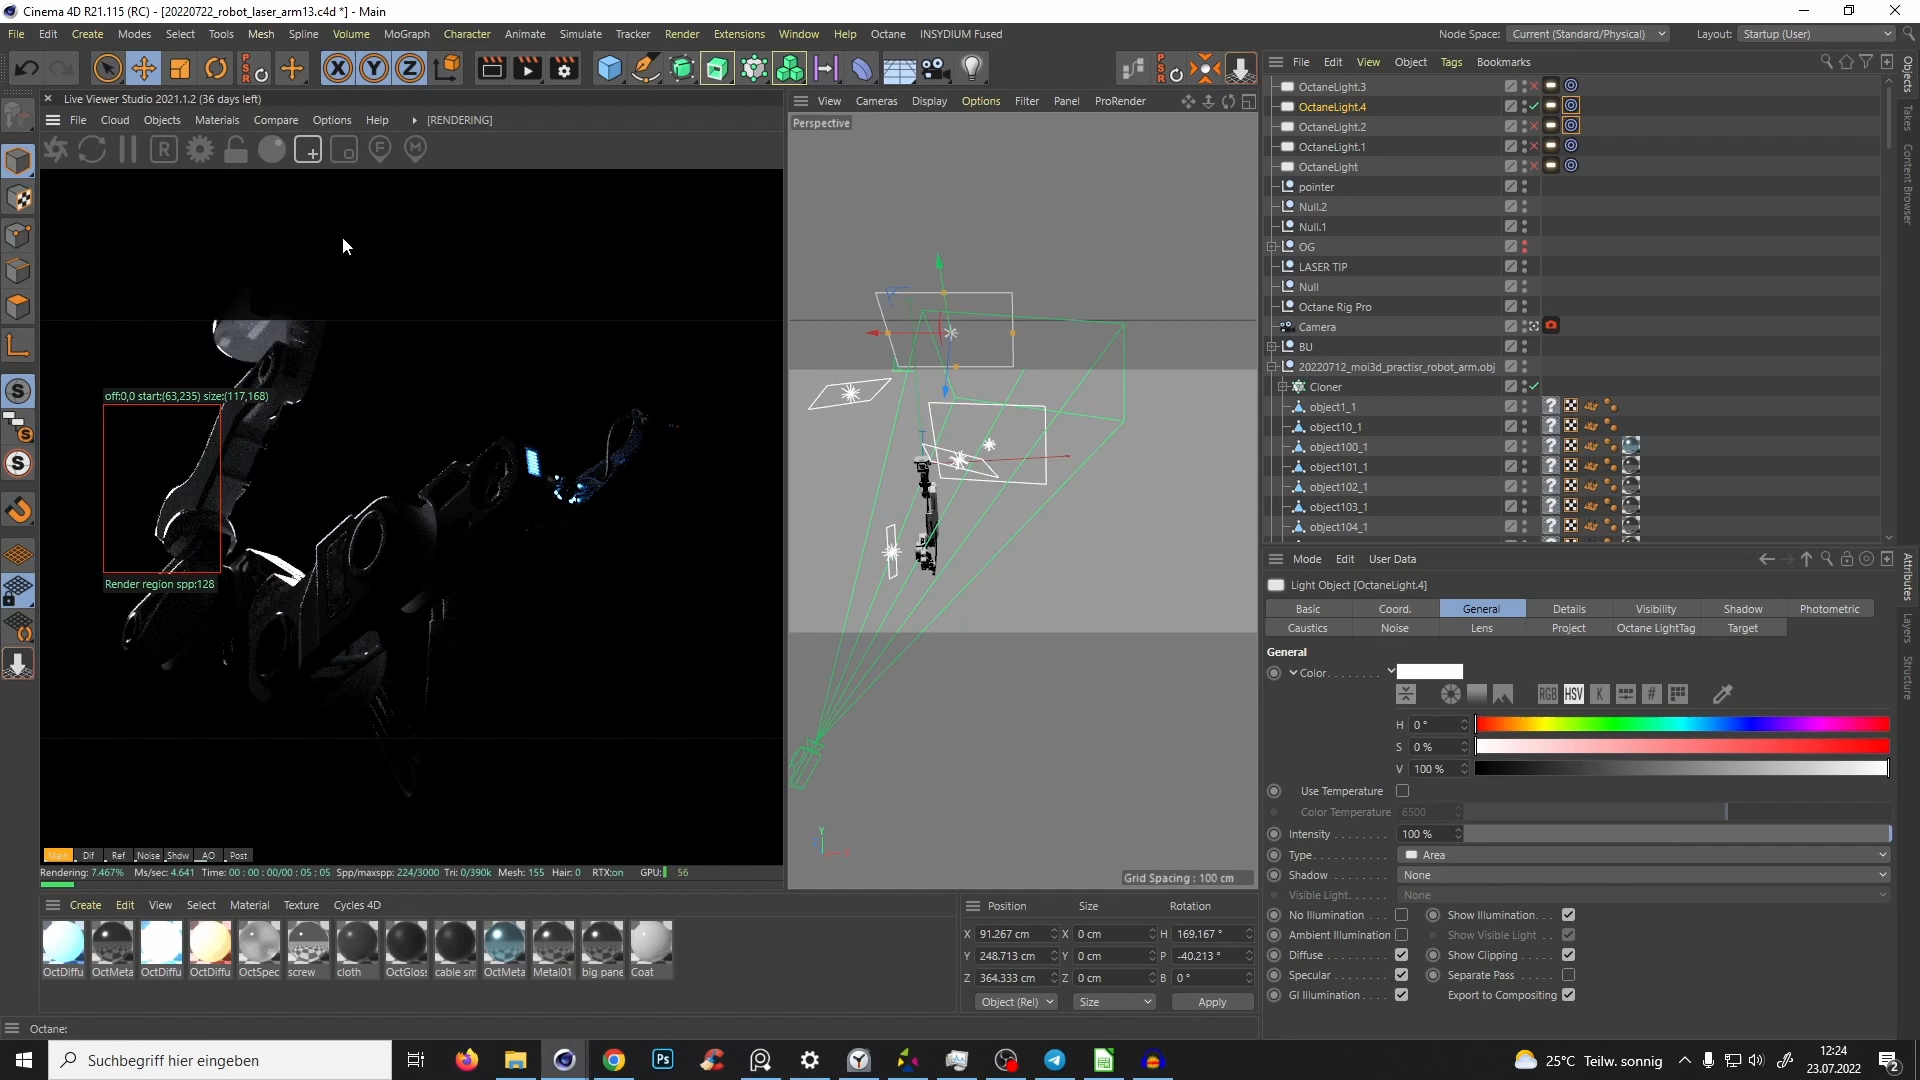 Cinema 4D R21.115 (RC) - [20220722_robot_laser_arm13.c4d *] - Main
File Edit Create Modes Select Tools Mesh Spline Volume MoGraph Character Animate Simulate Tracker Render Extensions Window Help Octane INSYDIUM Fused
Node Space: Current (Standard/Physical) Layout: Startup (User)
Live Viewer Studio 2021.1.2 (36 days left)
File Cloud Objects Materials Compare Options Help [RENDERING]
off:0,0 start:(63,235) size:(117,168)
Render region spp:128
Main Dif Ref Noise Shdw AO Post
Rendering: 7.467% Ms/sec: 4.641 Time: 00 : 00 : 00/00 : 05 : 05 Spp/maxspp: 224/3000 Tri: 0/390k Mesh: 155 Hair: 0 RTX:on GPU: 56
View Cameras Display Options Filter Panel ProRender
Perspective
Y
Grid Spacing : 100 cm
File Edit View Object Tags Bookmarks
OctaneLight.3
OctaneLight.4
OctaneLight.2
OctaneLight.1
OctaneLight
pointer
Null.2
Null.1
OG
LASER TIP
Null
Octane Rig Pro
Camera
BU
20220712_moi3d_practisr_robot_arm.obj
Cloner
object1_1
object10_1
object100_1
object101_1
object102_1
object103_1
object104_1
Objects
Takes
Content Browser
Attributes
Layers
Structure
Mode Edit User Data
Light Object [OctaneLight.4]
Basic Coord. General Details Visibility Shadow Photometric
Caustics Noise Lens Project Octane LightTag Target
General
Color
RGB HSV K #
H 0 °
S 0 %
V 100 %
Use Temperature
Color Temperature 6500
Intensity 100 %
Type Area
Shadow None
Visible Light None
No Illumination Show Illumination
Ambient Illumination Show Visible Light
Diffuse Show Clipping
Specular Separate Pass
GI Illumination Export to Compositing
Create Edit View Select Material Texture Cycles 4D
OctDiffu OctMeta OctDiffu OctDiffu OctSpec screw cloth OctGloss cable sm OctMeta Metal01 big pane Coat
Position Size Rotation
X 91.267 cm X 0 cm H 169.167 °
Y 248.713 cm Y 0 cm P -40.213 °
Z 364.333 cm Z 0 cm B 0 °
Object (Rel) Size Apply
Octane:
Suchbegriff hier eingeben
25°C Teilw. sonnig
12:24
23.07.2022
2